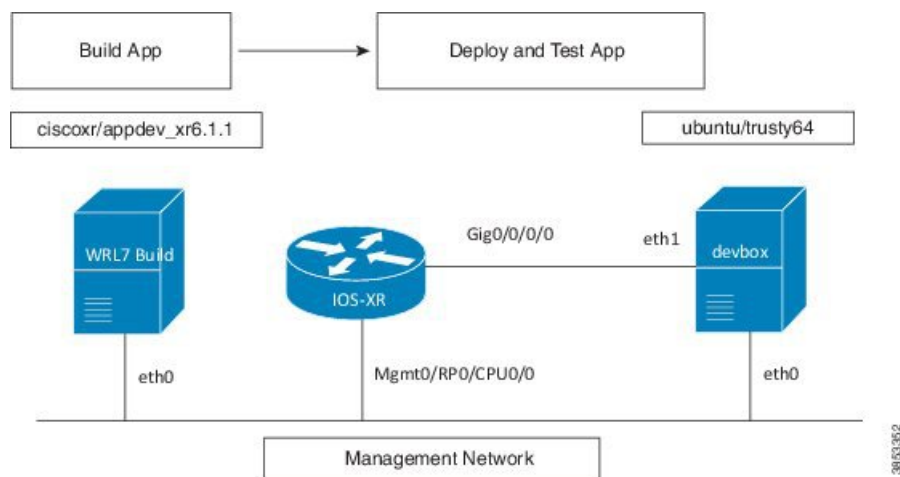 Build App
Deploy and Test App
ciscoxr/appdev_xr6.1.1
ubuntu/trusty64
Gig0/0/0/0
eth1
WRL7 Build
devbox
IOS-XR
eth0
Mgmt0/RP0/CPU0/0
eth0
Management Network
3853352